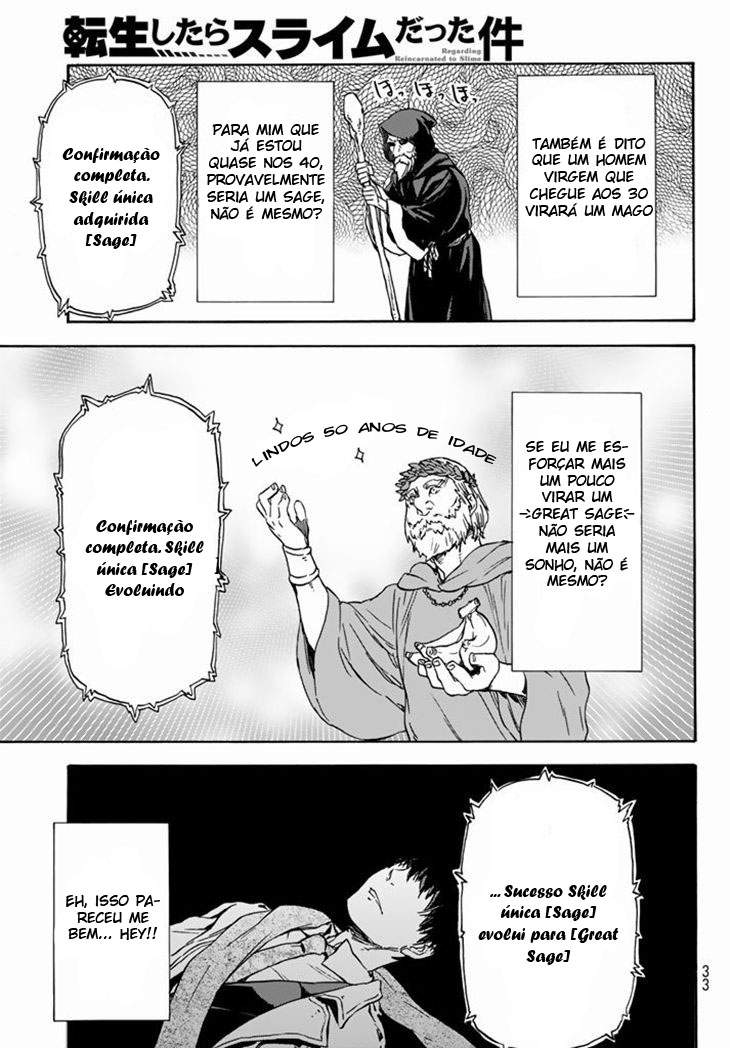 転生したらスライムだった件
Regarding
Reincarnated to Slime
TAMBÉM É DITO
QUE UM HOMEM
VIRGEM QUE
CHEGUE AOS 30
VIRARÁ UM MAGO
ほっほっほっ
PARA MIM QUE
JÁ ESTOU
QUASE NOS 40,
PROVAVELMENTE
SERIA UM SAGE,
NÃO É MESMO?
Confirmação
completa.
Skill única
adquirida
[Sage]
SE EU ME ES-
FORÇAR MAIS
UM POUCO
VIRAR UM
GREAT SAGE
NÃO SERIA
MAIS UM
SONHO, NÃO É
MESMO?
LINDOS 50 ANOS DE IDADE
Confirmação
completa. Skill
única [Sage]
Evoluindo
... Sucesso Skill
única [Sage]
evolui para [Great
Sage]
EH, ISSO PA-
RECEU ME
BEM... HEY!!
33